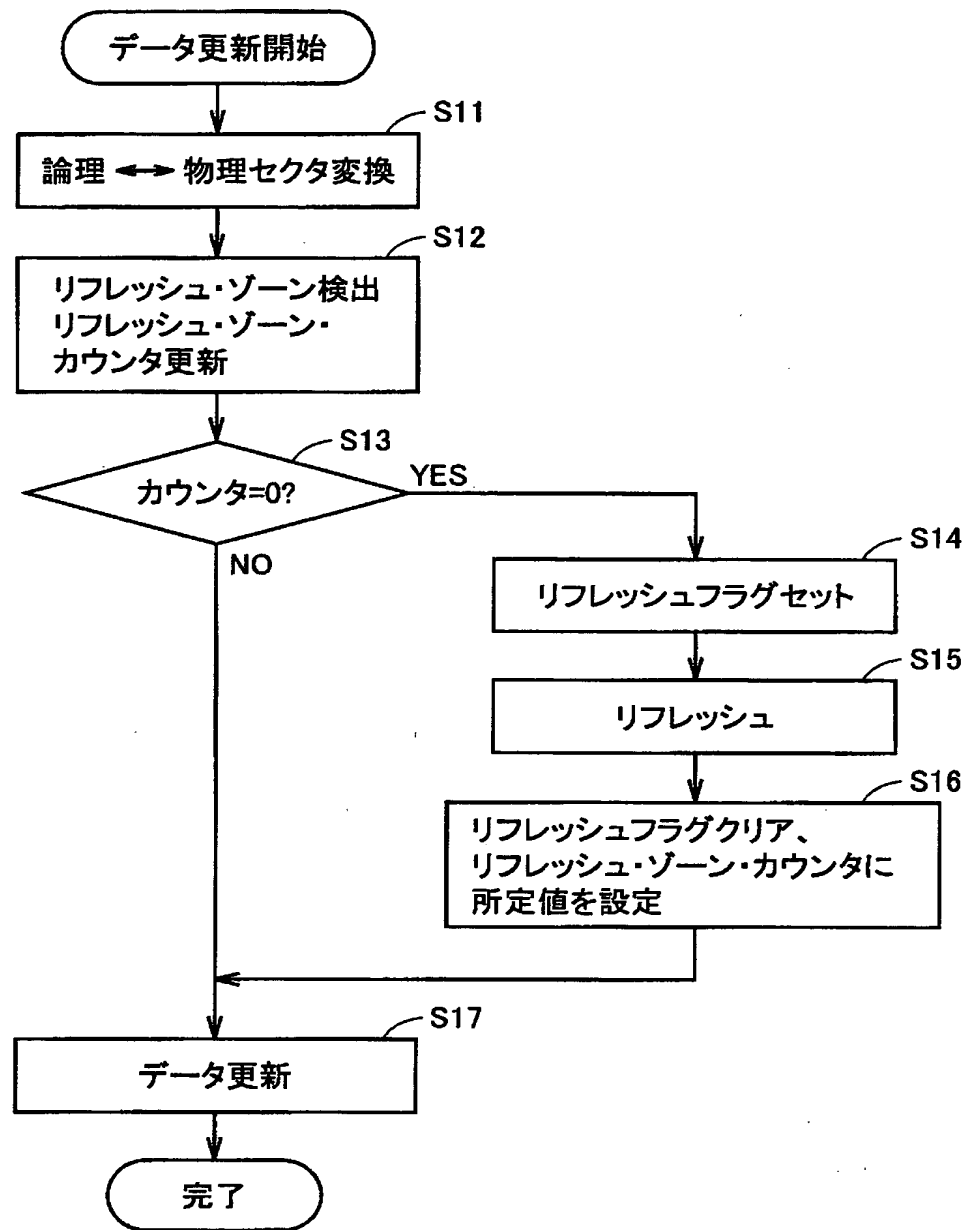 データ更新開始
S11
論理 ↔ 物理セクタ変換
S12
リフレッシュ・ゾーン検出
リフレッシュ・ゾーン・
カウンタ更新
S13
カウンタ=0?
YES
NO
S14
リフレッシュフラグセット
S15
リフレッシュ
S16
リフレッシュフラグクリア、
リフレッシュ・ゾーン・カウンタに
所定値を設定
S17
データ更新
完了